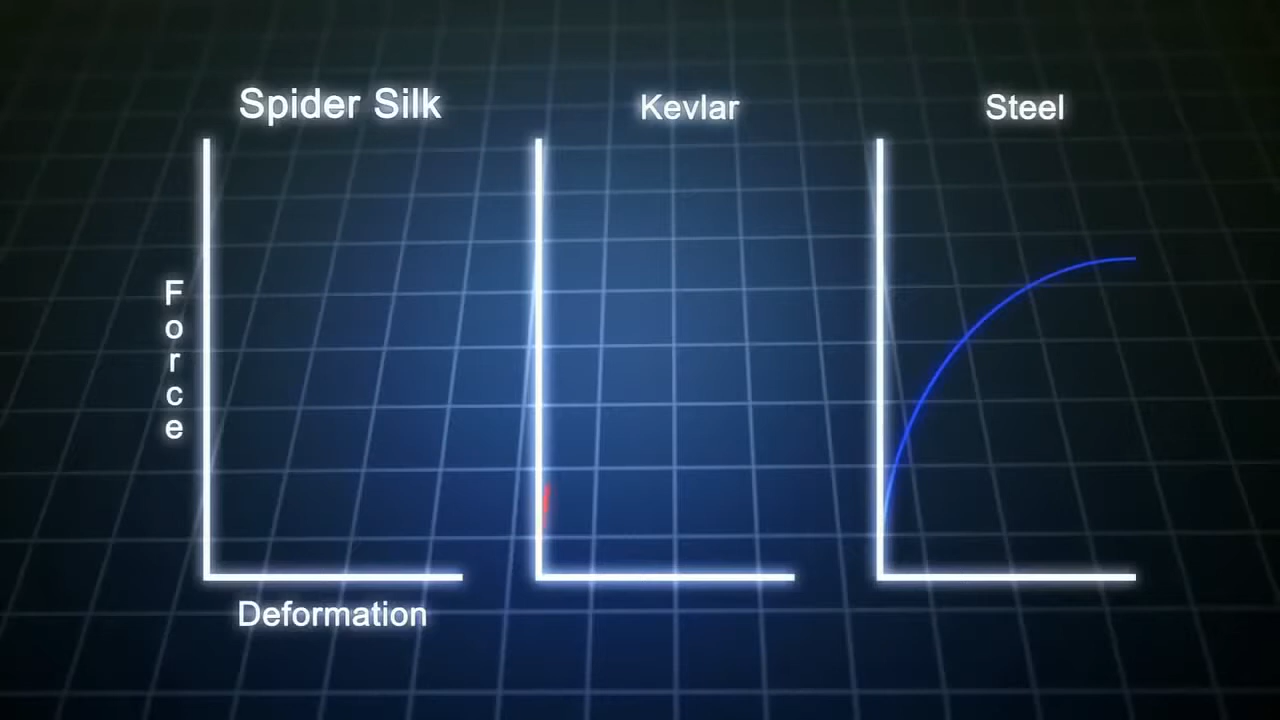 Spider Silk
Kevlar
Steel
Force
Deformation